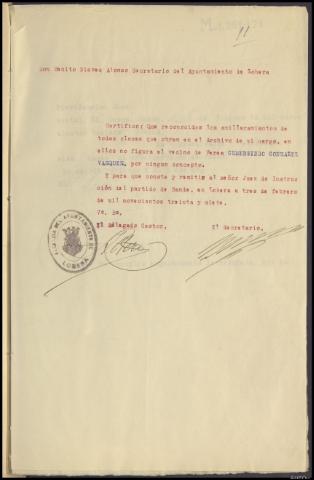 11
Don Benito Nieves Alonso Secretario del Ayuntamiento de Lobera
Certifico; Que reconocidos los amillaramientos de
todas clases que obran en el Archivo de mi cargo, en
ellos no figura el vecino de Parea GUMERSINDO GONZALEZ
VAZQUEZ, por ningun concepto.
Y para que conste y remitir al señor Juez de Instruc
ción del partido de Bande, en Lobera a tres de febrero
de mil novecientos treinta y siete.
Vº. Bº.
El Delegado Gestor,
El Secretario,
LOBERA